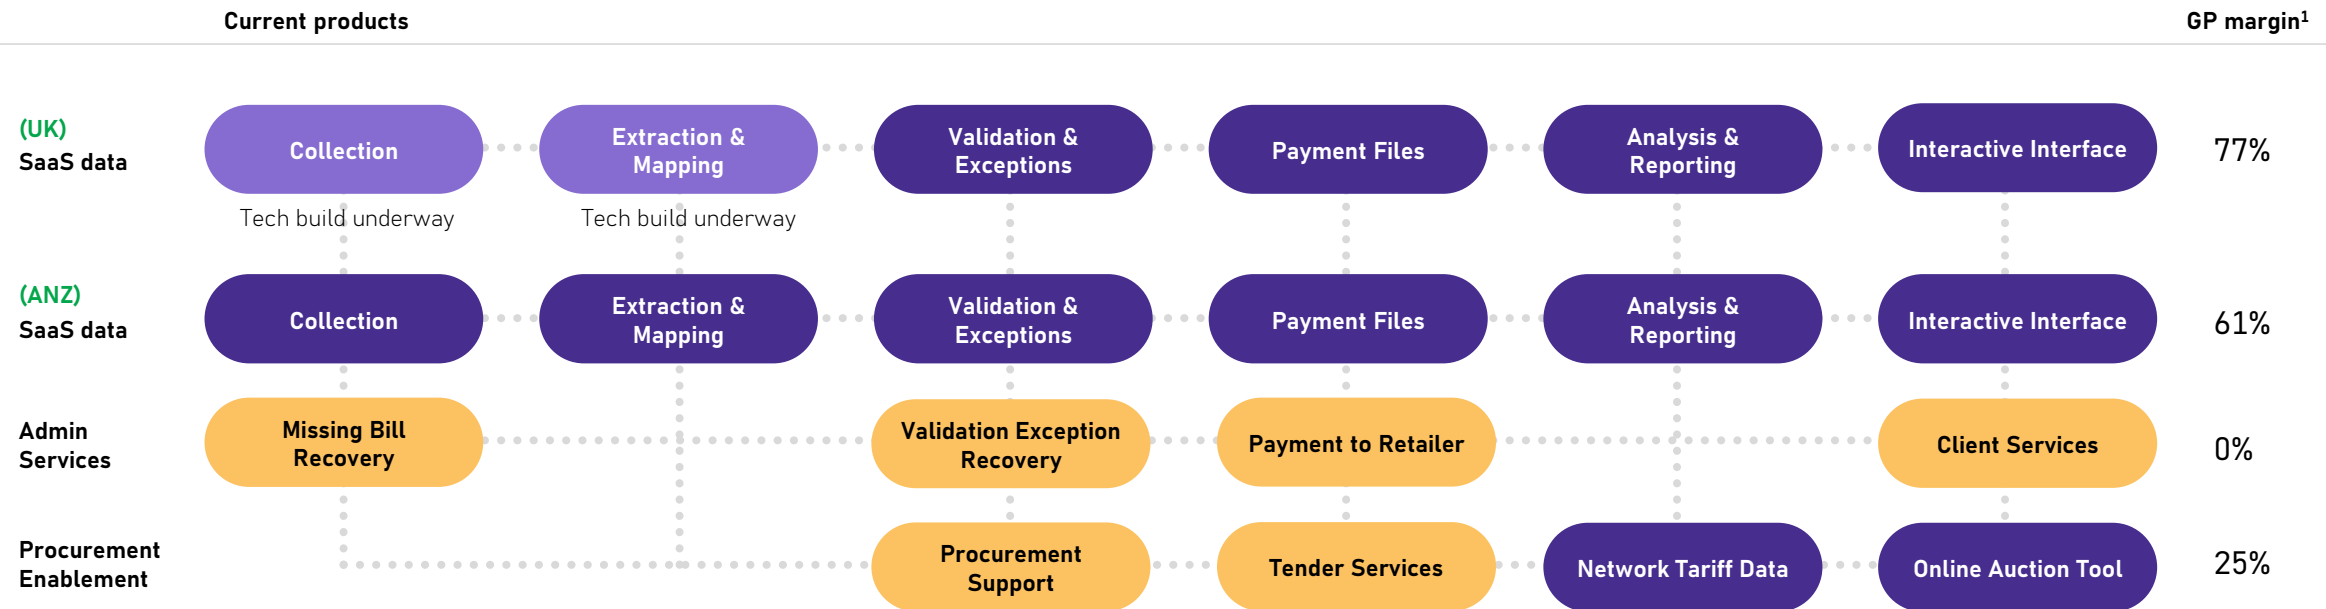 Current products
GP margin¹
(UK)
SaaS data
Collection
Extraction &
Mapping
Validation &
Exceptions
Payment Files
Analysis &
Reporting
Interactive Interface
77%
Tech build underway
Tech build underway
(ANZ)
SaaS data
Collection
Extraction &
Mapping
Validation &
Exceptions
Payment Files
Analysis &
Reporting
Interactive Interface
61%
Admin
Services
Missing Bill
Recovery
Validation Exception
Recovery
Payment to Retailer
Client Services
0%
Procurement
Enablement
Procurement
Support
Tender Services
Network Tariff Data
Online Auction Tool
25%